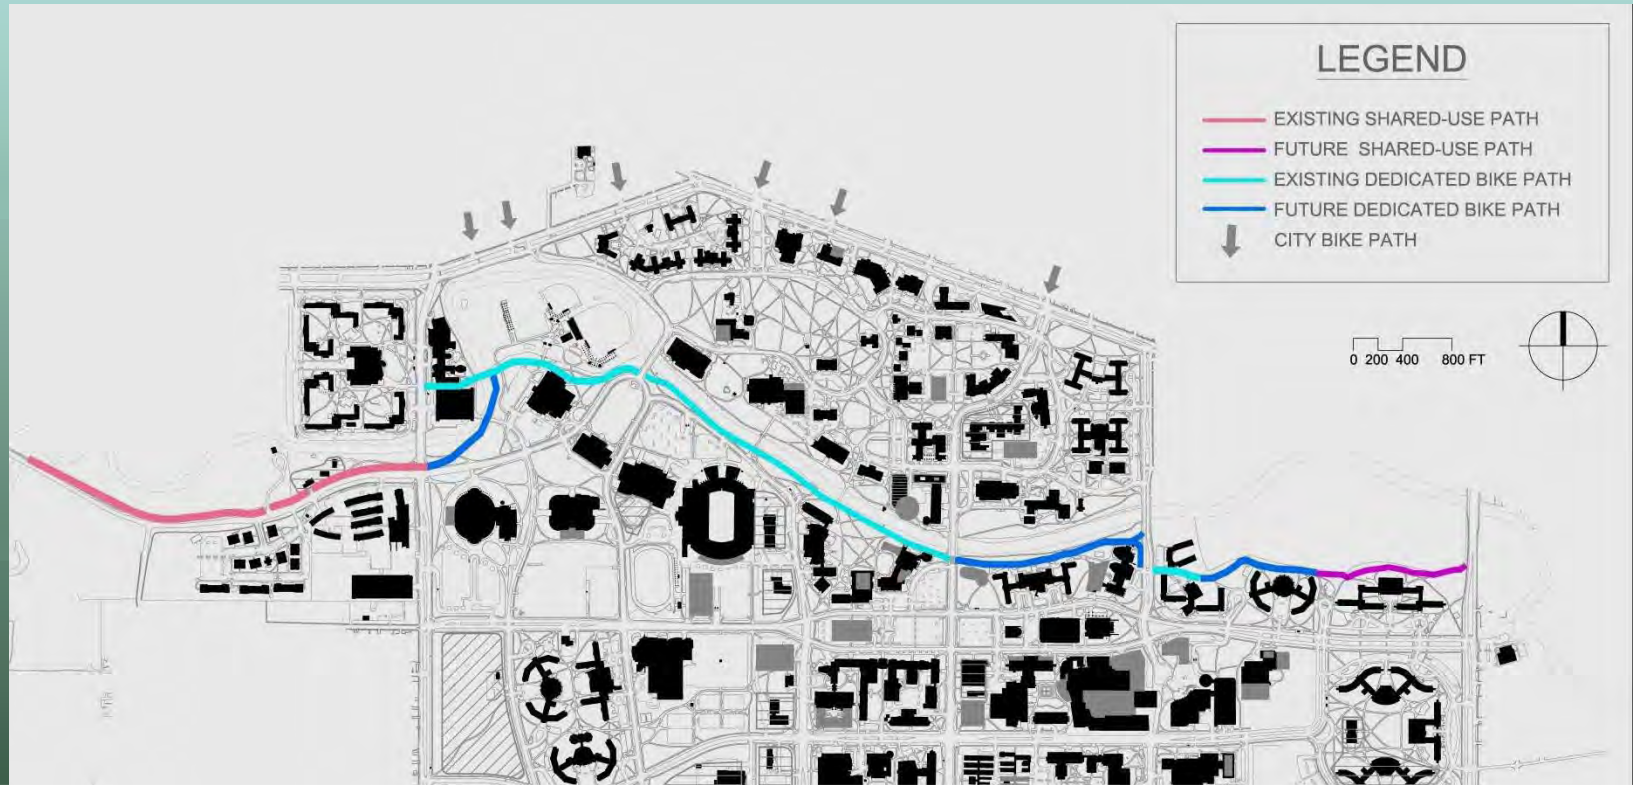 LEGEND
EXISTING SHARED-USE PATH
FUTURE SHARED-USE PATH
EXISTING DEDICATED BIKE PATH
FUTURE DEDICATED BIKE PATH
CITY BIKE PATH
0 200 400 800 FT